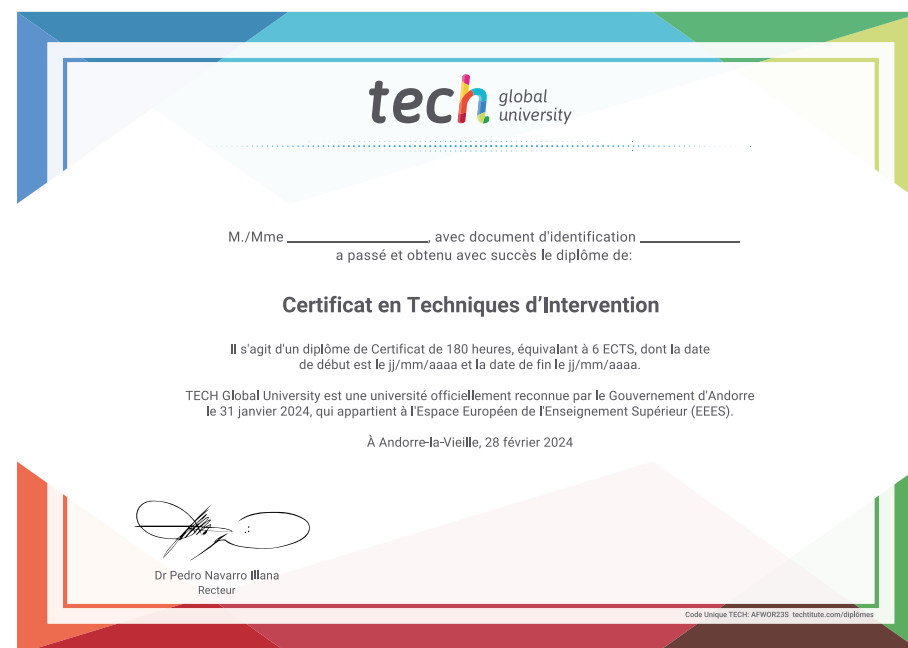 tech global university
M./Mme ____________, avec document d'identification ____________
a passé et obtenu avec succès le diplôme de:
Certificat en Techniques d’Intervention
Il s'agit d'un diplôme de Certificat de 180 heures, équivalant à 6 ECTS, dont la date
de début est le jj/mm/aaaa et la date de fin le jj/mm/aaaa.
TECH Global University est une université officiellement reconnue par le Gouvernement d'Andorre
le 31 janvier 2024, qui appartient à l'Espace Européen de l'Enseignement Supérieur (EEES).
À Andorre-la-Vieille, 28 février 2024
Dr Pedro Navarro Illana
Recteur
Code Unique TECH: AFWOR23S techtitute.com/diplômes